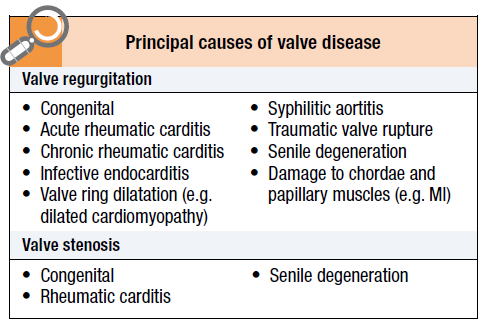 Principal causes of valve disease
Valve regurgitation
• Congenital
• Acute rheumatic carditis
• Chronic rheumatic carditis
• Infective endocarditis
• Valve ring dilatation (e.g.
dilated cardiomyopathy)
• Syphilitic aortitis
• Traumatic valve rupture
• Senile degeneration
• Damage to chordae and
papillary muscles (e.g. MI)
Valve stenosis
• Congenital
• Rheumatic carditis
• Senile degeneration